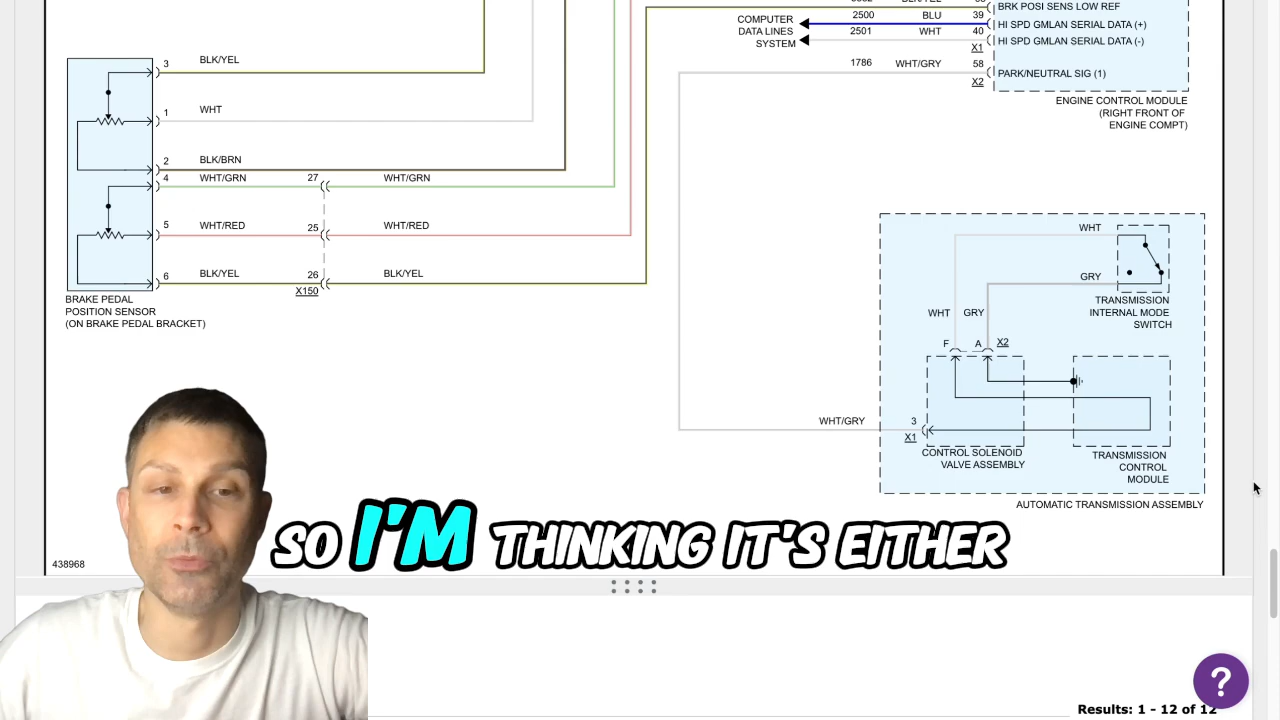 BRK POSI SENS LOW REF
COMPUTER
DATA LINES
SYSTEM
2500 BLU 39 HI SPD GMLAN SERIAL DATA (+)
2501 WHT 40 HI SPD GMLAN SERIAL DATA (-)
X1
1786 WHT/GRY 58 PARK/NEUTRAL SIG (1)
X2
ENGINE CONTROL MODULE
(RIGHT FRONT OF
ENGINE COMPT)
3 BLK/YEL
1 WHT
2 BLK/BRN
4 WHT/GRN 27 WHT/GRN
5 WHT/RED 25 WHT/RED
6 BLK/YEL 26 BLK/YEL
X150
BRAKE PEDAL
POSITION SENSOR
(ON BRAKE PEDAL BRACKET)
WHT
GRY
TRANSMISSION
INTERNAL MODE
SWITCH
WHT GRY
F A X2
WHT/GRY 3
X1
CONTROL SOLENOID
VALVE ASSEMBLY
TRANSMISSION
CONTROL
MODULE
AUTOMATIC TRANSMISSION ASSEMBLY
SO I'M THINKING IT'S EITHER
438968
?
Results: 1 - 12 of 12